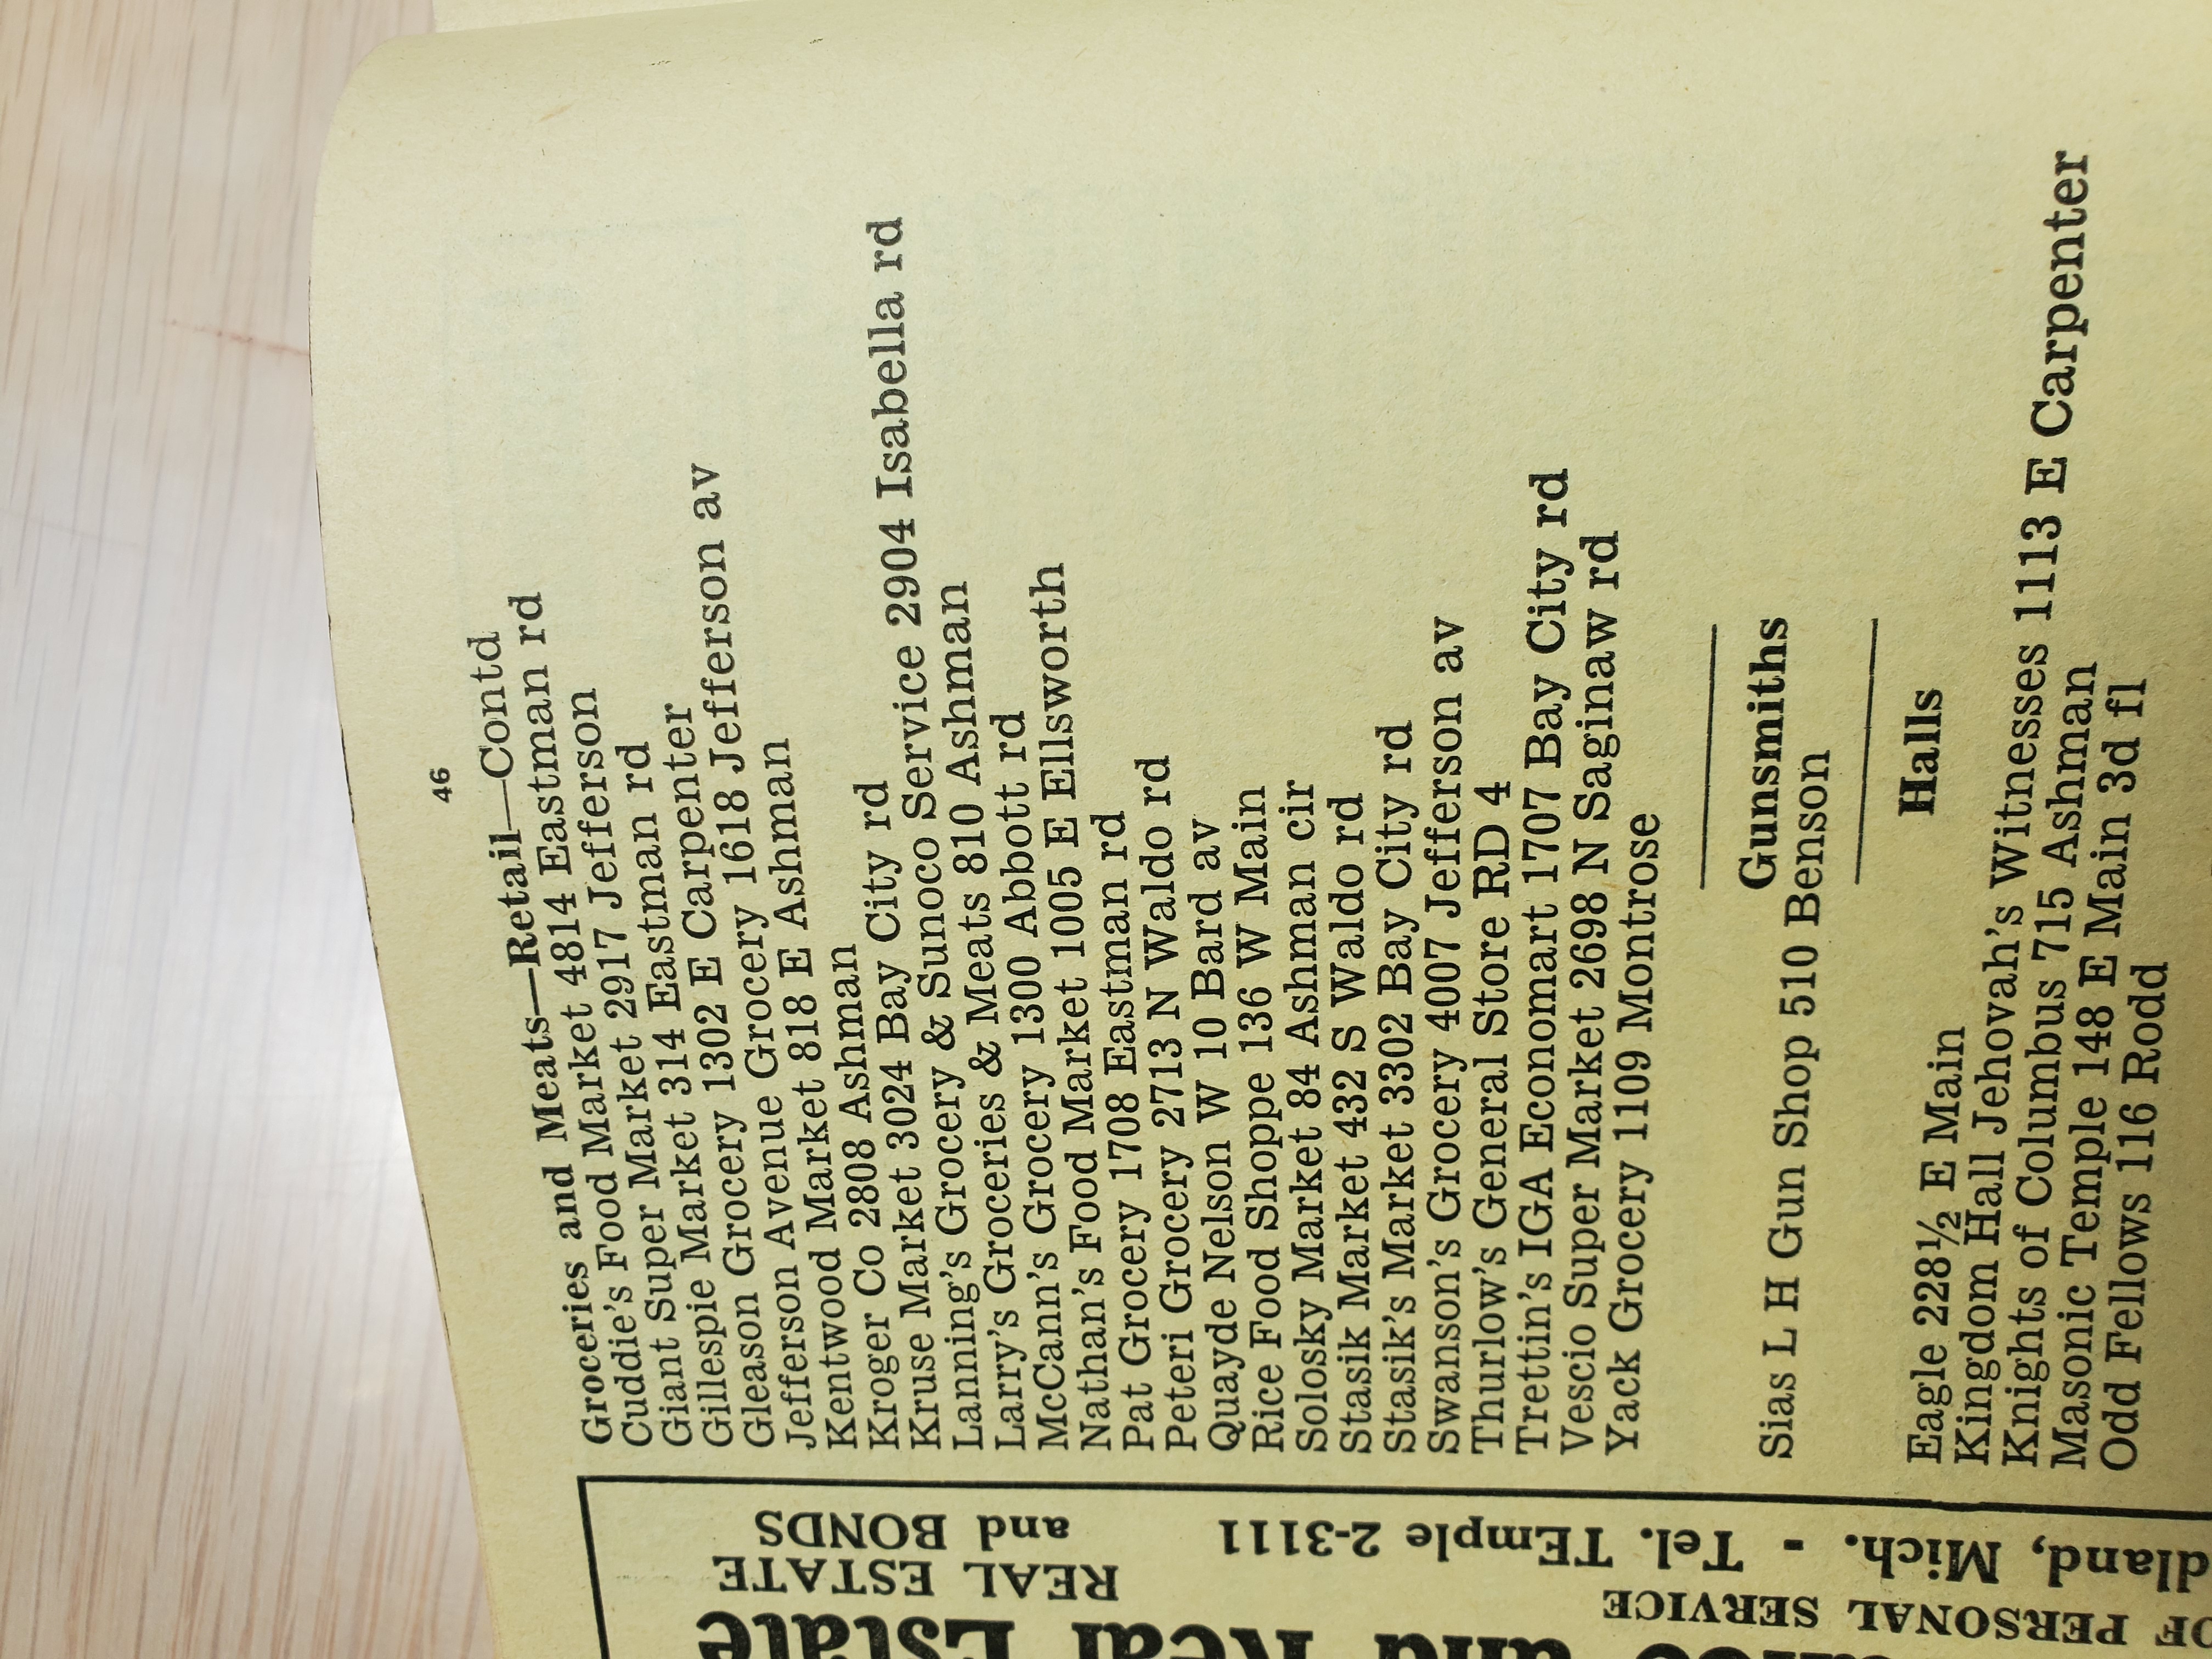 46
Groceries and Meats—Retail—Contd
Cuddie's Food Market 4814 Eastman rd
Giant Super Market 2917 Jefferson
Gillespie Market 314 Eastman rd
Gleason Grocery 1302 E Carpenter
Jefferson Avenue Grocery 1618 Jefferson av
Kentwood Market 818 E Ashman
Kroger Co 2808 Ashman
Kruse Market 3024 Bay City rd
Lanning's Grocery & Sunoco Service 2904 Isabella rd
Larry's Groceries & Meats 810 Ashman
McCann's Grocery 1300 Abbott rd
Nathan's Food Market 1005 E Ellsworth
Pat Grocery 1708 Eastman rd
Peteri Grocery 2713 N Waldo rd
Quayde Nelson W 10 Bard av
Rice Food Shoppe 136 W Main
Solosky Market 84 Ashman cir
Stasik Market 432 S Waldo rd
Stasik's Market 3302 Bay City rd
Swanson's Grocery 4007 Jefferson av
Thurlow's General Store RD 4
Trettin's IGA Economart 1707 Bay City rd
Vescio Super Market 2698 N Saginaw rd
Yack Grocery 1109 Montrose
Gunsmiths
Sias L H Gun Shop 510 Benson
Halls
Eagle 228½ E Main
Kingdom Hall Jehovah's Witnesses 1113 E Carpenter
Knights of Columbus 715 Ashman
Masonic Temple 148 E Main 3d fl
Odd Fellows 116 Rodd
and Real Estate
REAL ESTATE
and BONDS
OF PERSONAL SERVICE
dland, Mich. - Tel. TEmple 2-3111